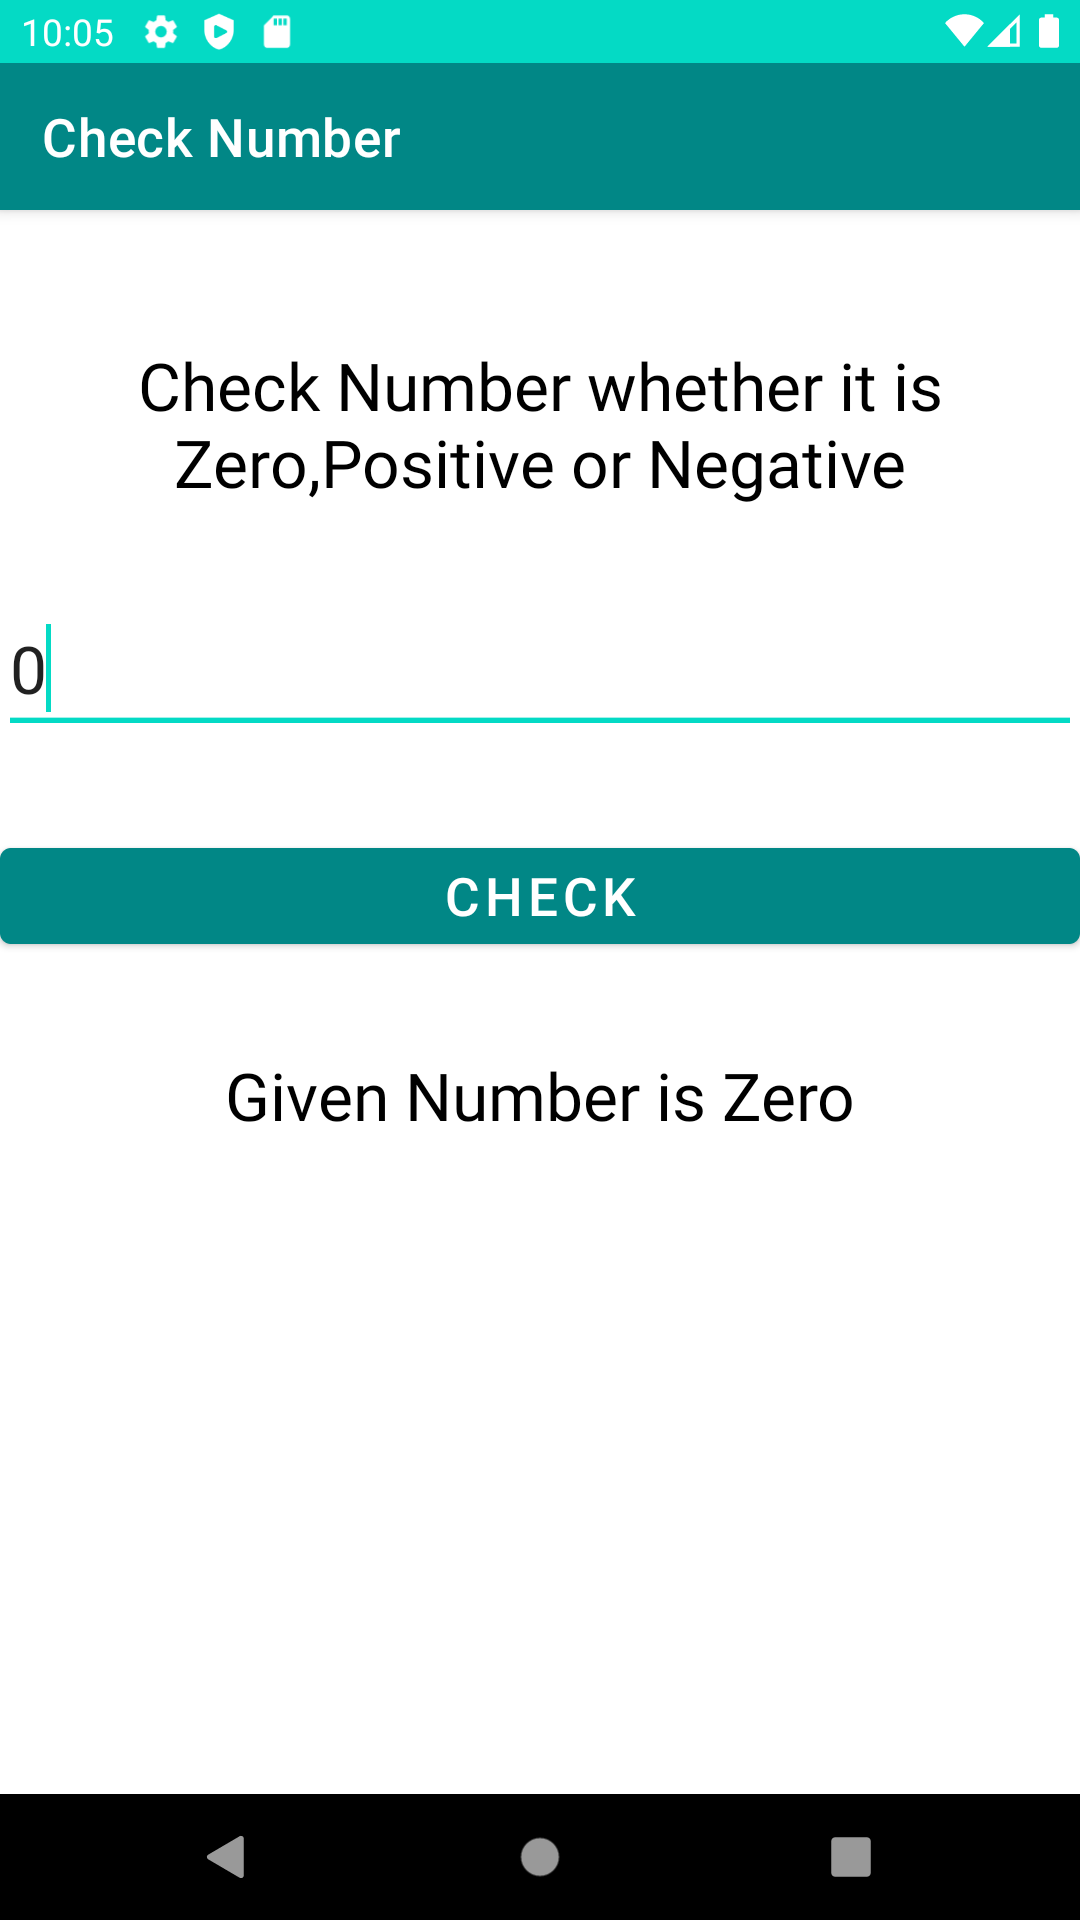 10:05
Check Number
Check Number whether it is
Zero,Positive or Negative
0
CHECK
Given Number is Zero